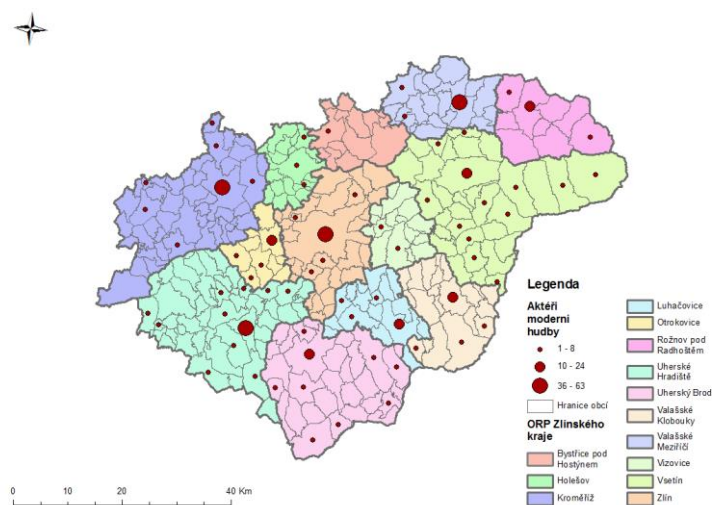 Legenda
Aktéři
moderní
hudby
1 - 8
10 - 24
36 - 63
Hranice obcí
ORP Zlínského
kraje
Bystřice pod
Hostýnem
Holešov
Kroměříž
Luhačovice
Otrokovice
Rožnov pod
Radhoštěm
Uherské
Hradiště
Uherský Brod
Valašské
Klobouky
Valašské
Meziříčí
Vizovice
Vsetín
Zlín
0 10 20 40 Km